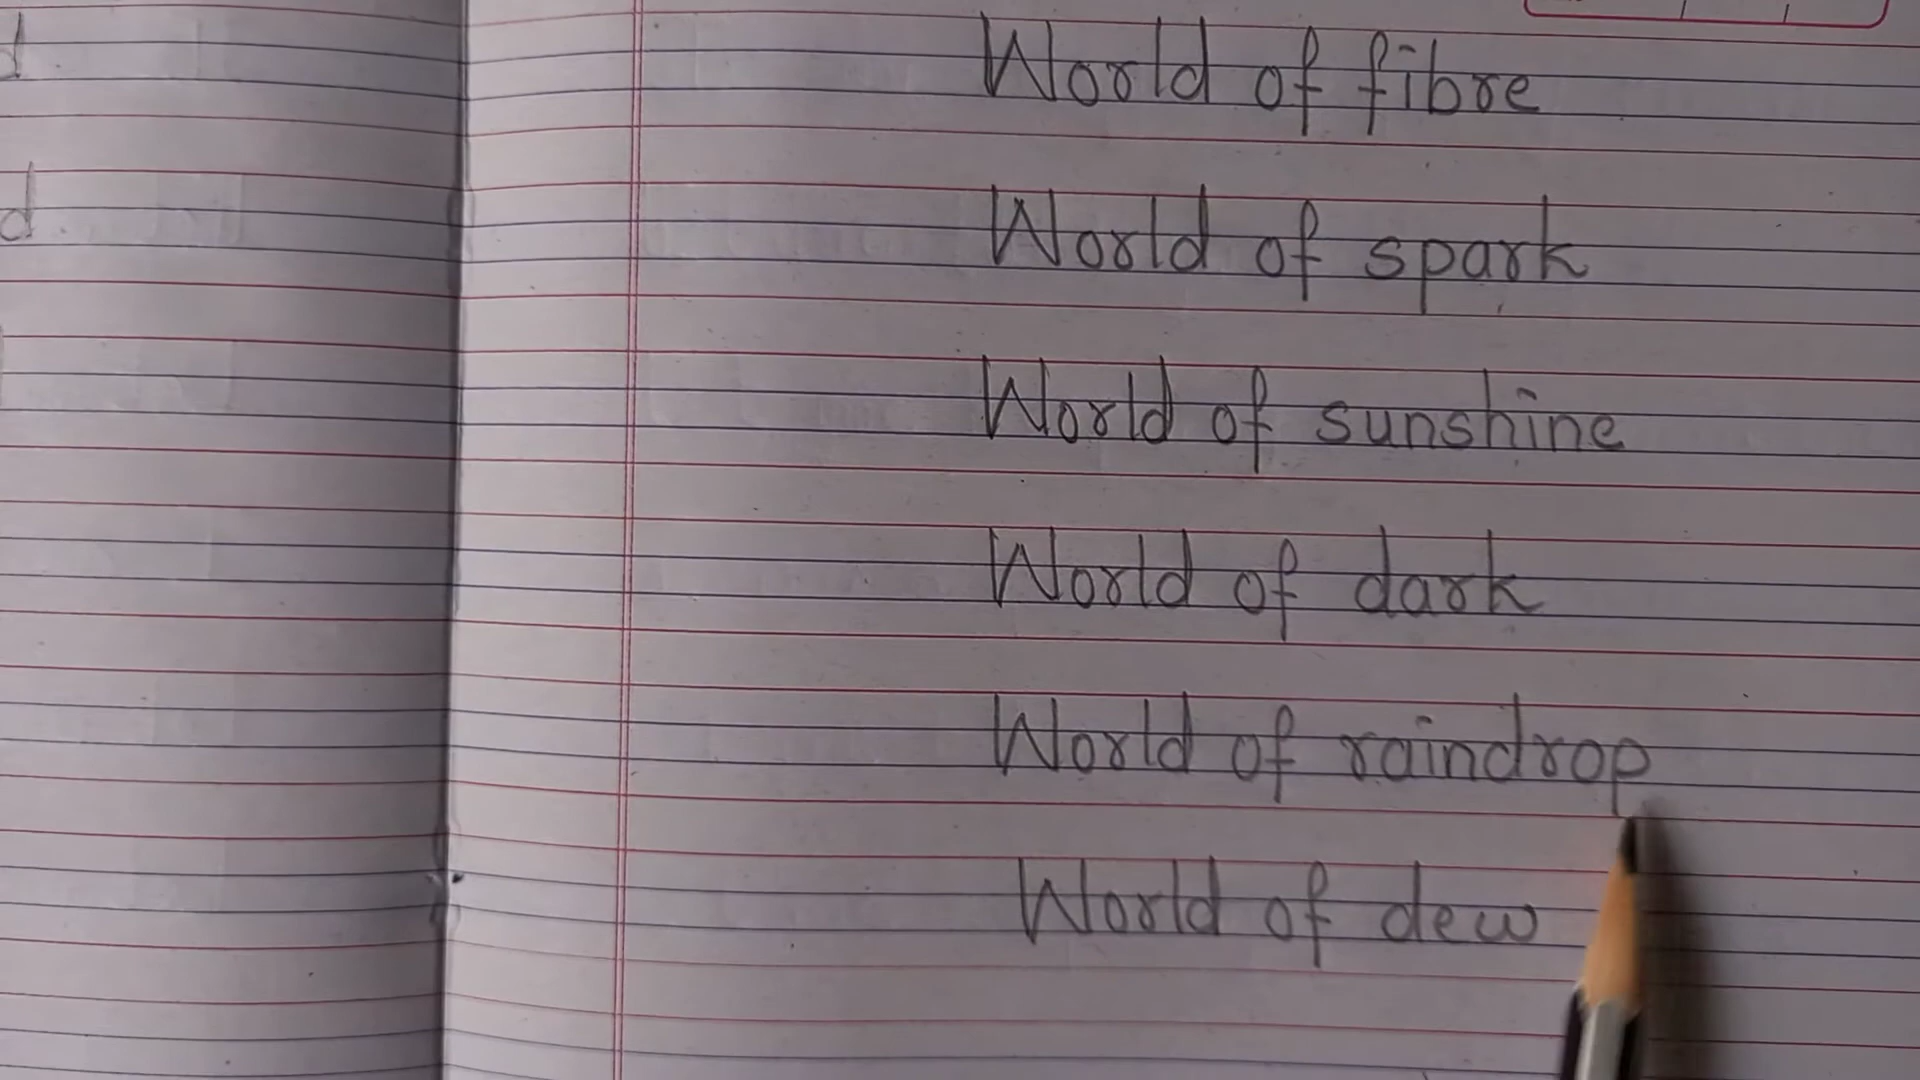 d
World of fibre
d
World of spark
World of sunshine
World of dark
World of raindrop
World of dew